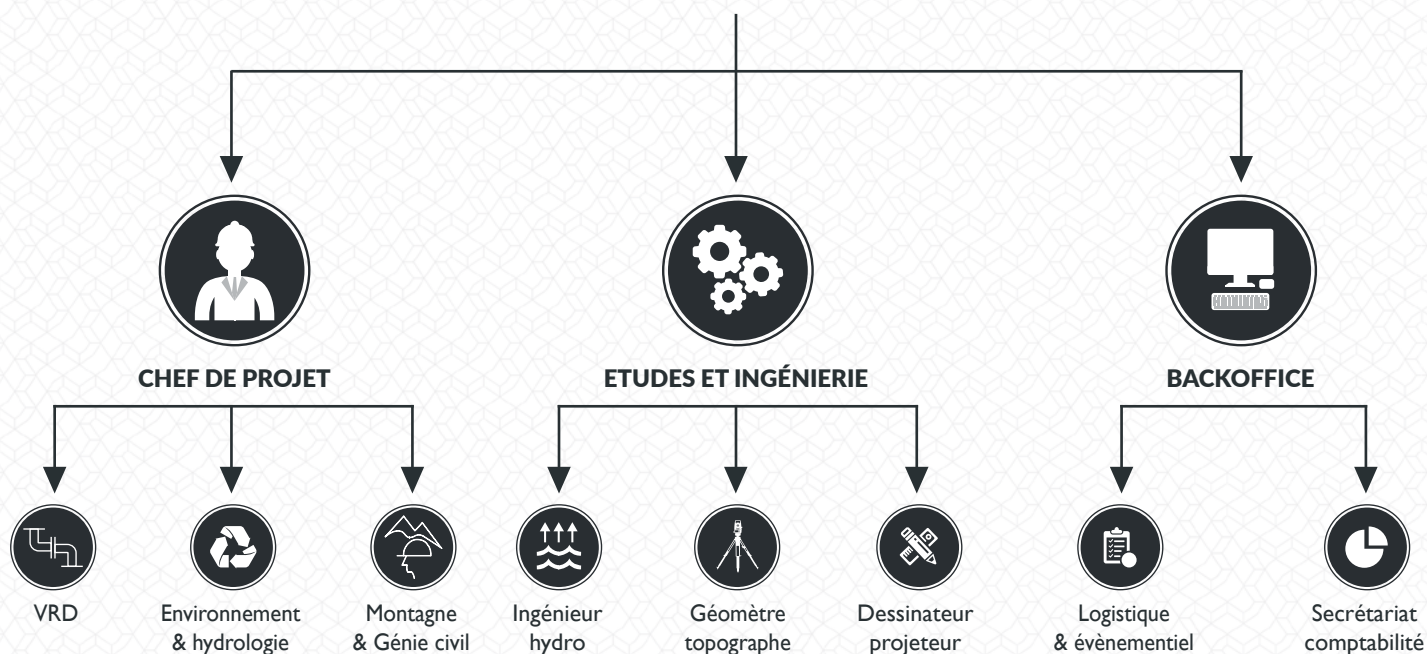 CHEF DE PROJET
ETUDES ET INGÉNIERIE
BACKOFFICE
VRD
Environnement
& hydrologie
Montagne
& Génie civil
Ingénieur
hydro
Géomètre
topographe
Dessinateur
projeteur
Logistique
& évènementiel
Secrétariat
comptabilité